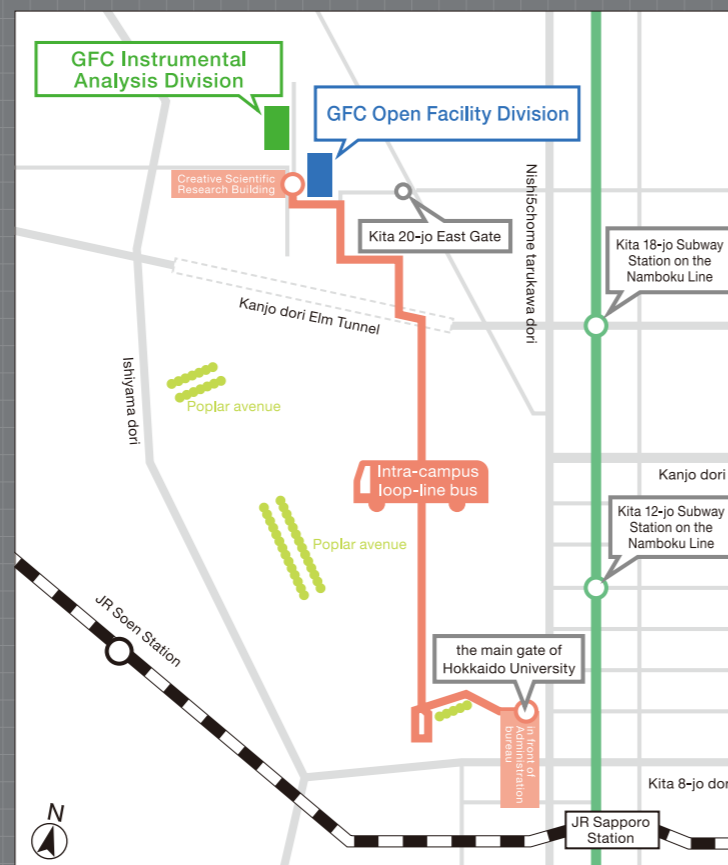 GFC Instrumental
Analysis Division
GFC Open Facility Division
Creative Scientific
Research Building
Kita 20-jo East Gate
Nishi5chome tarukawa dori
Kita 18-jo Subway
Station on the
Namboku Line
Kanjo dori Elm Tunnel
Ishiyama dori
Poplar avenue
Intra-campus
loop-line bus
Kanjo dori
Kita 12-jo Subway
Station on the
Namboku Line
Poplar avenue
JR Soen Station
the main gate of
Hokkaido University
in front of
Administration
bureau
Kita 8-jo dor
N
JR Sapporo
Station